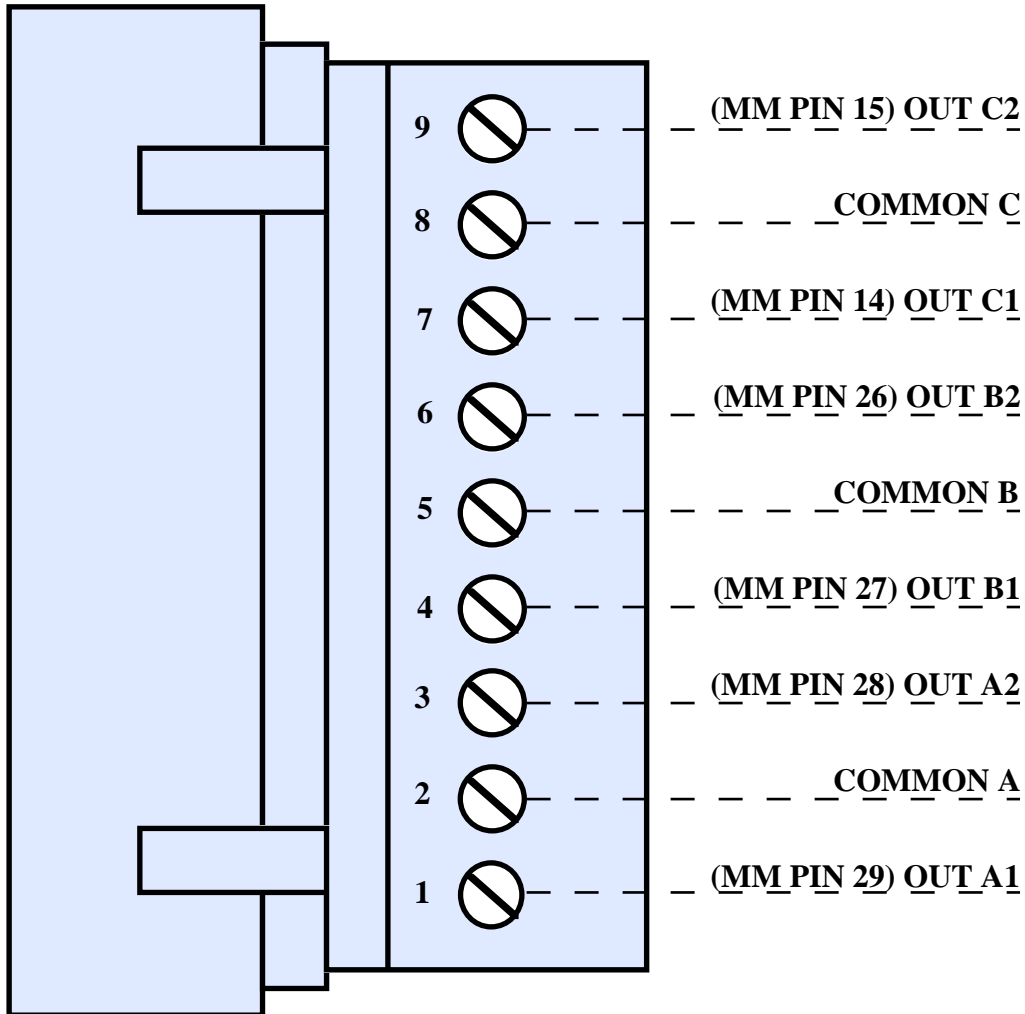 9 (MM PIN 15) OUT C2
8 COMMON C
7 (MM PIN 14) OUT C1
6 (MM PIN 26) OUT B2
5 COMMON B
4 (MM PIN 27) OUT B1
3 (MM PIN 28) OUT A2
2 COMMON A
1 (MM PIN 29) OUT A1